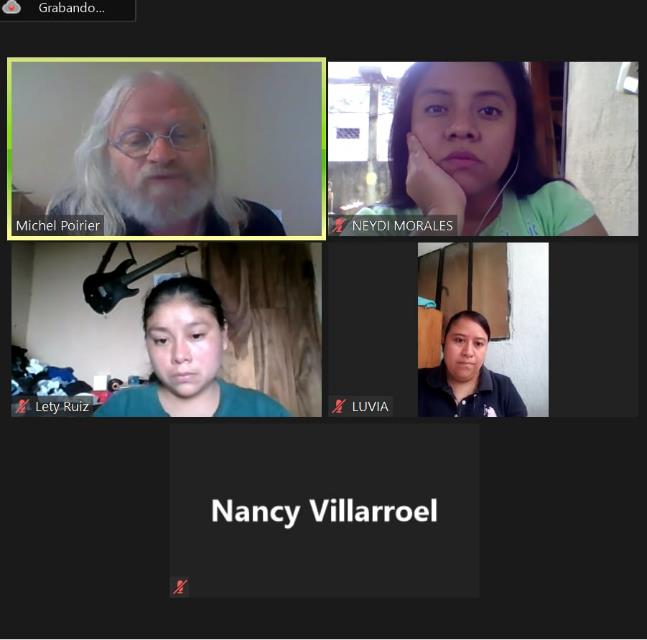 Grabando...
Michel Poirier
NEYDI MORALES
Lety Ruiz
LUVIA
Nancy Villarroel